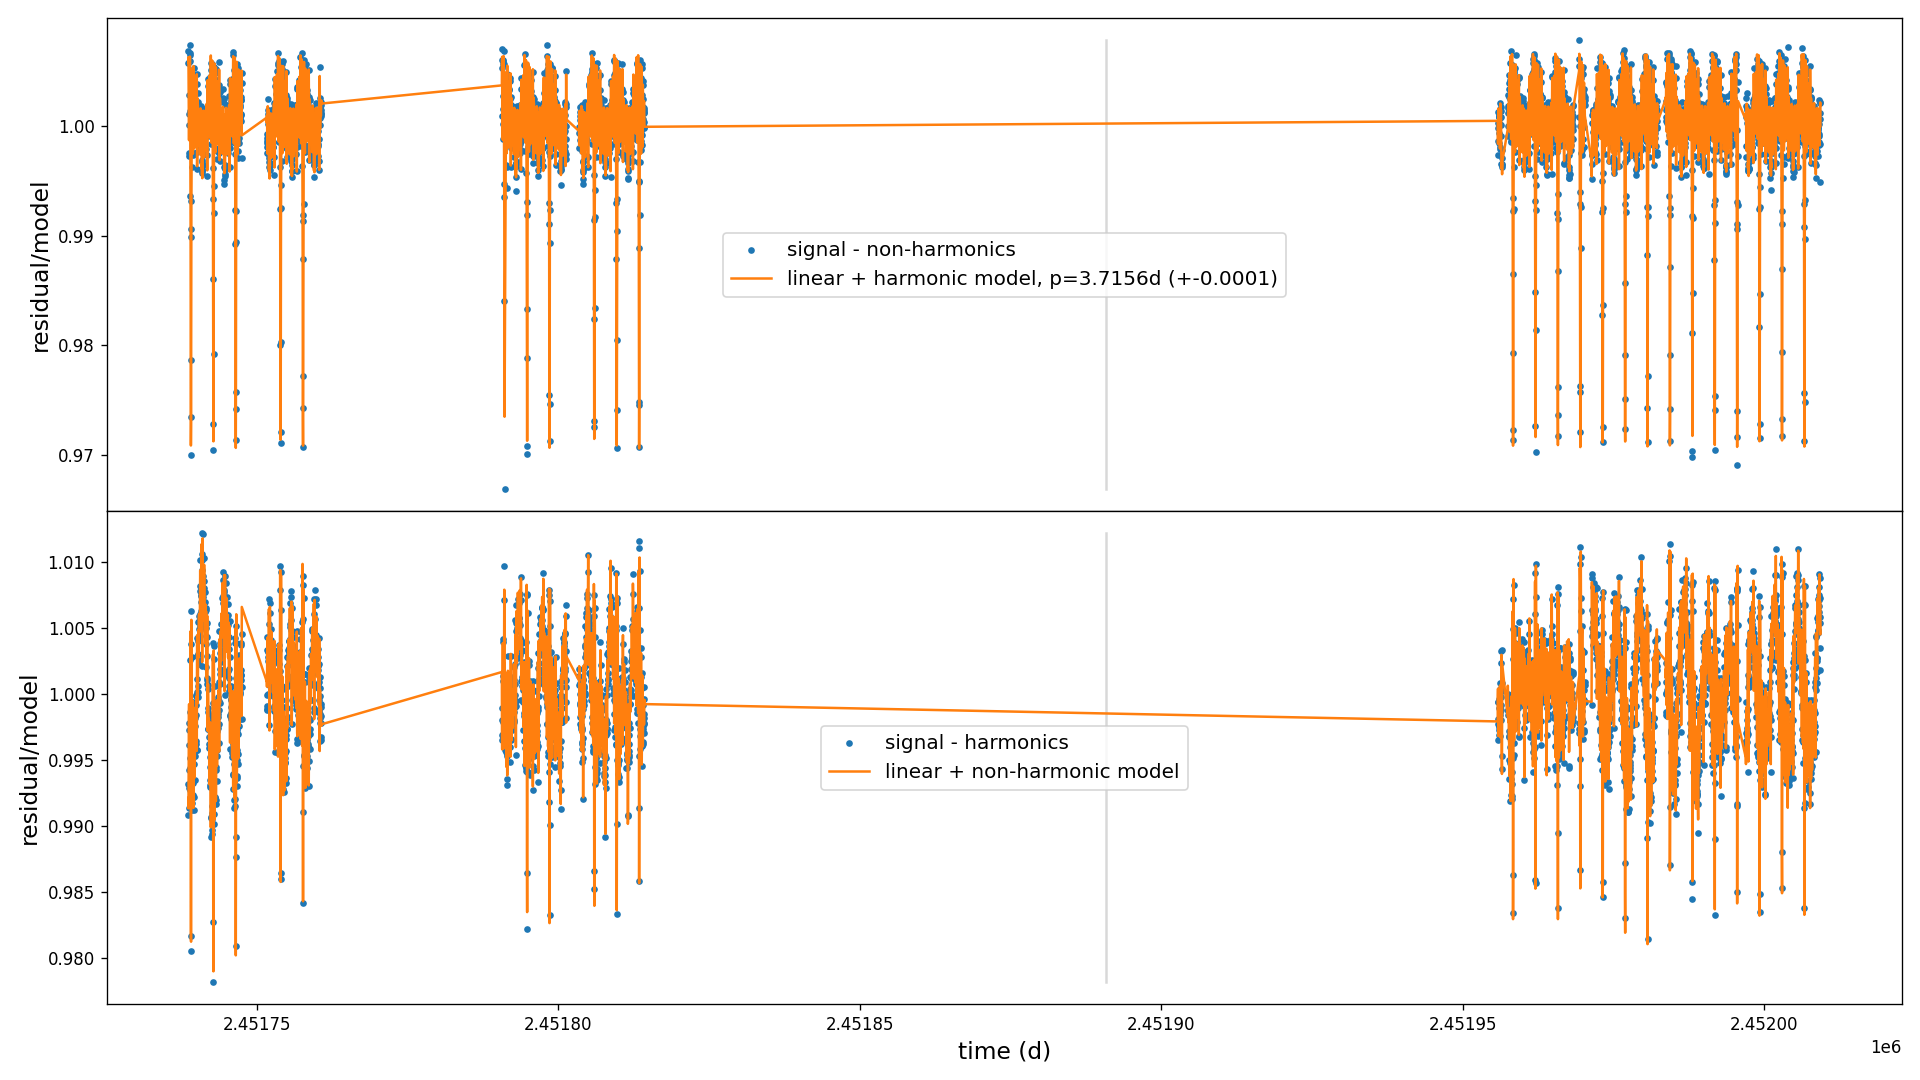 residual/model
1.00
0.99
0.98
0.97
signal - non-harmonics
linear + harmonic model, p=3.7156d (+-0.0001)
residual/model
1.010
1.005
1.000
0.995
0.990
0.985
0.980
signal - harmonics
linear + non-harmonic model
2.45175 2.45180 2.45185 2.45190 2.45195 2.45200
time (d)
1e6